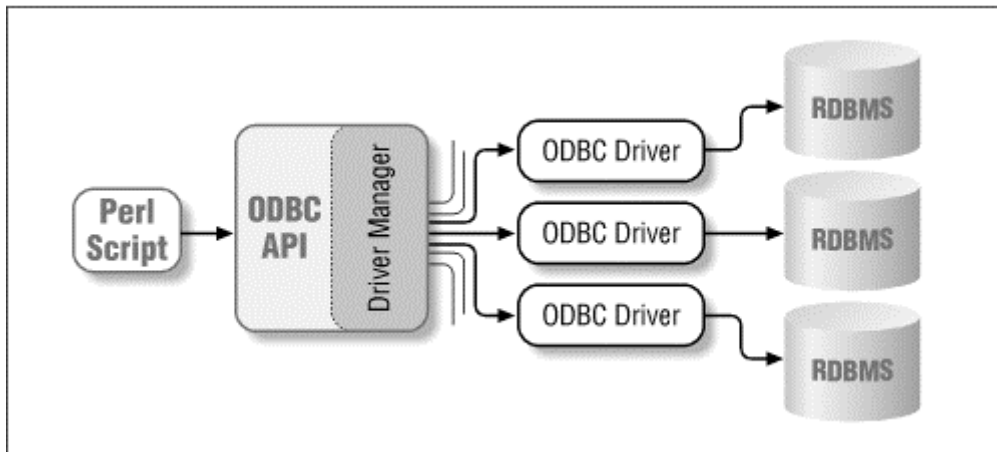 Perl
Script
ODBC
API
Driver Manager
ODBC Driver
ODBC Driver
ODBC Driver
RDBMS
RDBMS
RDBMS